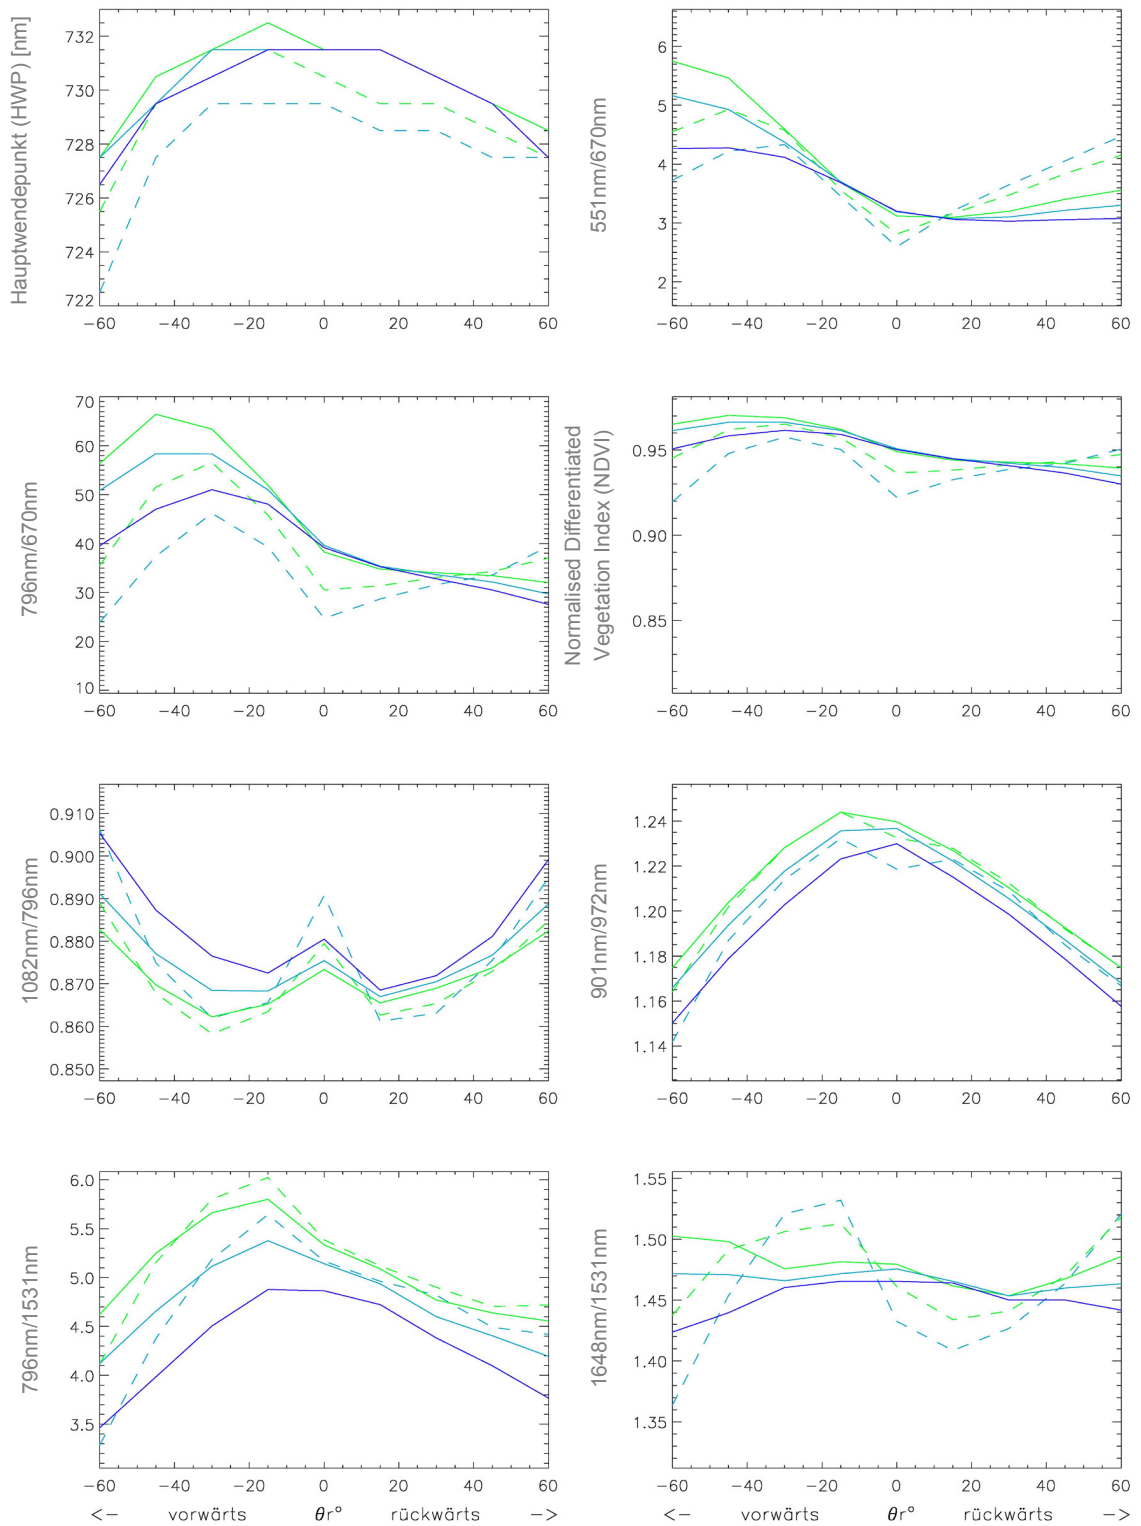 Hauptwendepunkt (HWP) [nm]
732
730
728
726
724
722
−60 −40 −20 0 20 40 60
551nm/670nm
6
5
4
3
2
−60 −40 −20 0 20 40 60
796nm/670nm
70
60
50
40
30
20
10
−60 −40 −20 0 20 40 60
Normalised Differentiated
Vegetation Index (NDVI)
0.95
0.90
0.85
−60 −40 −20 0 20 40 60
1082nm/796nm
0.910
0.900
0.890
0.880
0.870
0.860
0.850
−60 −40 −20 0 20 40 60
901nm/972nm
1.24
1.22
1.20
1.18
1.16
1.14
−60 −40 −20 0 20 40 60
796nm/1531nm
6.0
5.5
5.0
4.5
4.0
3.5
−60 −40 −20 0 20 40 60
<− vorwärts θr° rückwärts −>
1648nm/1531nm
1.55
1.50
1.45
1.40
1.35
−60 −40 −20 0 20 40 60
<− vorwärts θr° rückwärts −>